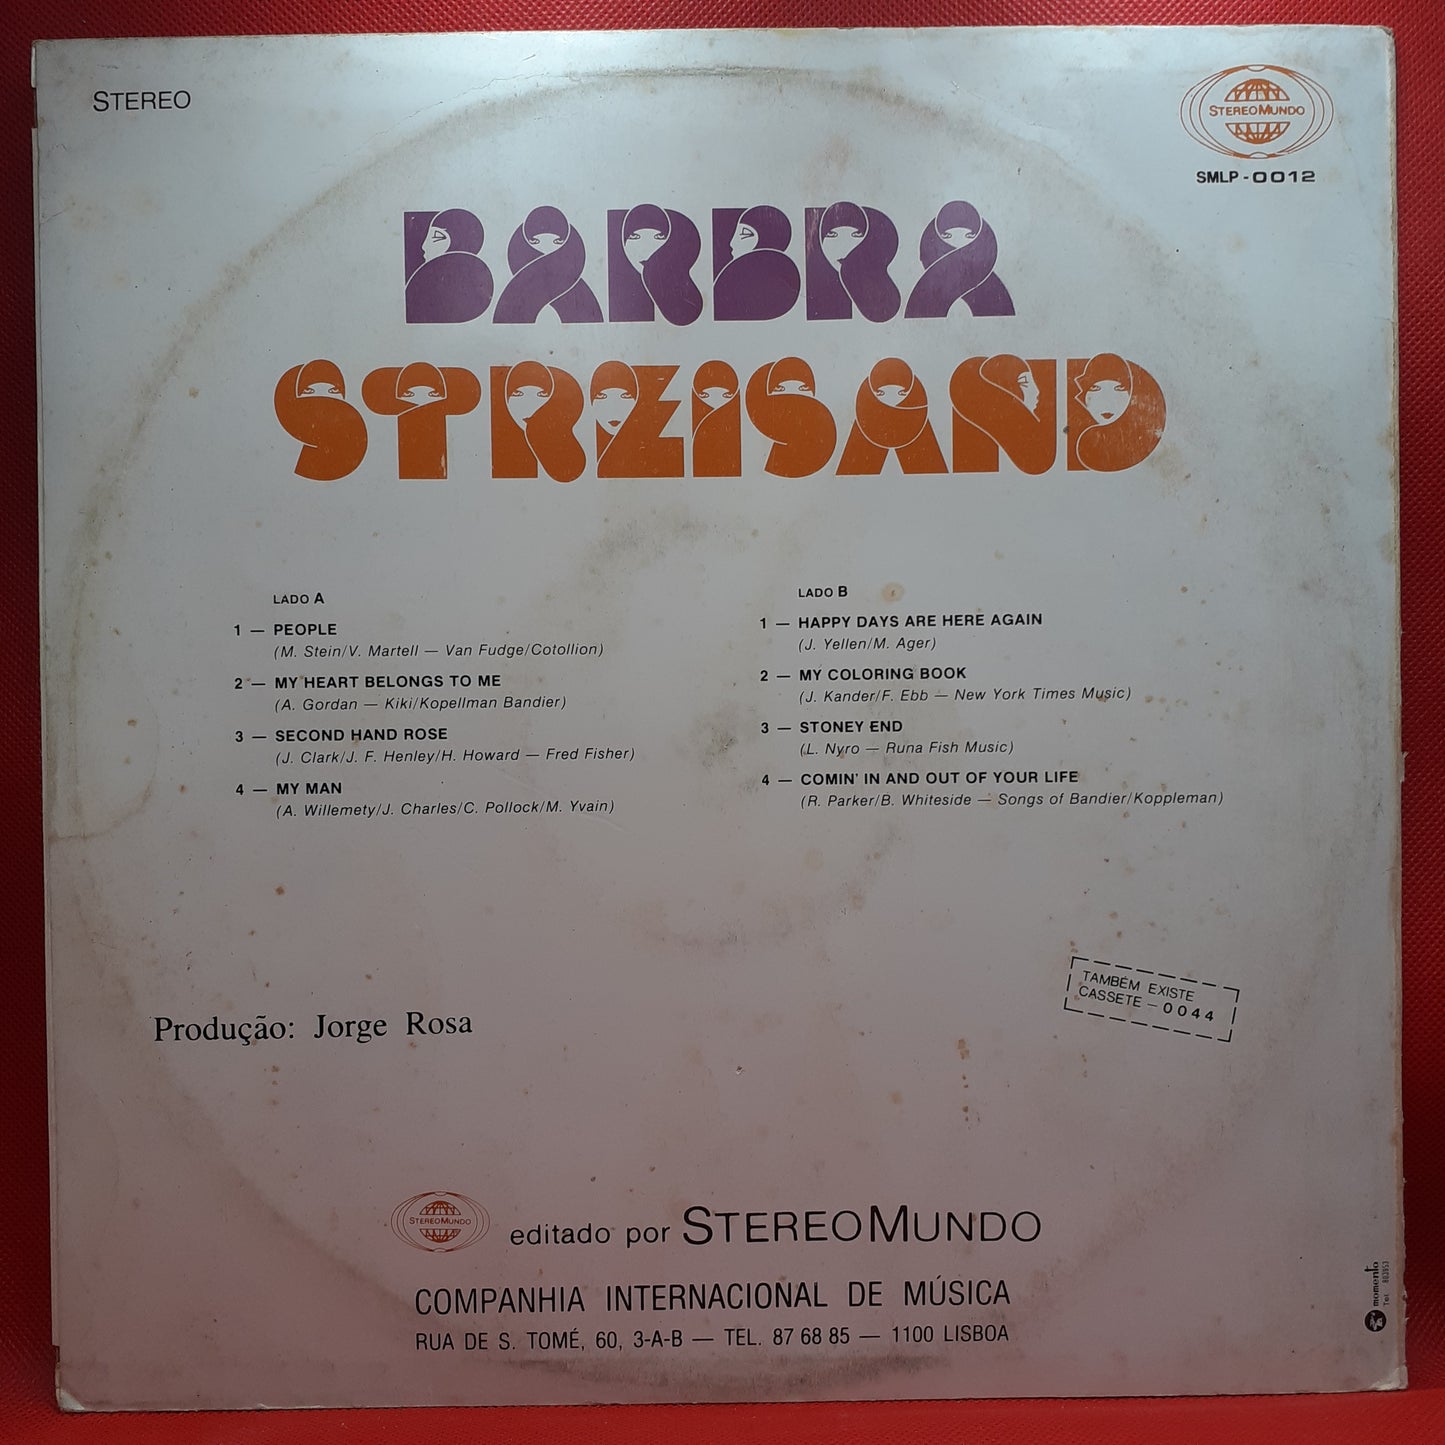 STEREO
STEREOMUNDO
SMLP - 0012
BARBRA
STREISAND
LADO A
1 — PEOPLE
(M. Stein/V. Martell — Van Fudge/Cotollion)
2 — MY HEART BELONGS TO ME
(A. Gordan — Kiki/Kopellman Bandier)
3 — SECOND HAND ROSE
(J. Clark/J. F. Henley/H. Howard — Fred Fisher)
4 — MY MAN
(A. Willemety/J. Charles/C. Pollock/M. Yvain)
LADO B
1 — HAPPY DAYS ARE HERE AGAIN
(J. Yellen/M. Ager)
2 — MY COLORING BOOK
(J. Kander/F. Ebb — New York Times Music)
3 — STONEY END
(L. Nyro — Runa Fish Music)
4 — COMIN' IN AND OUT OF YOUR LIFE
(R. Parker/B. Whiteside — Songs of Bandier/Koppleman)
TAMBÉM EXISTE
CASSETE — 0044
Produção: Jorge Rosa
STEREOMUNDO
editado por STEREOMUNDO
COMPANHIA INTERNACIONAL DE MÚSICA
RUA DE S. TOMÉ, 60, 3-A-B — TEL. 87 68 85 — 1100 LISBOA
momento
Tel.